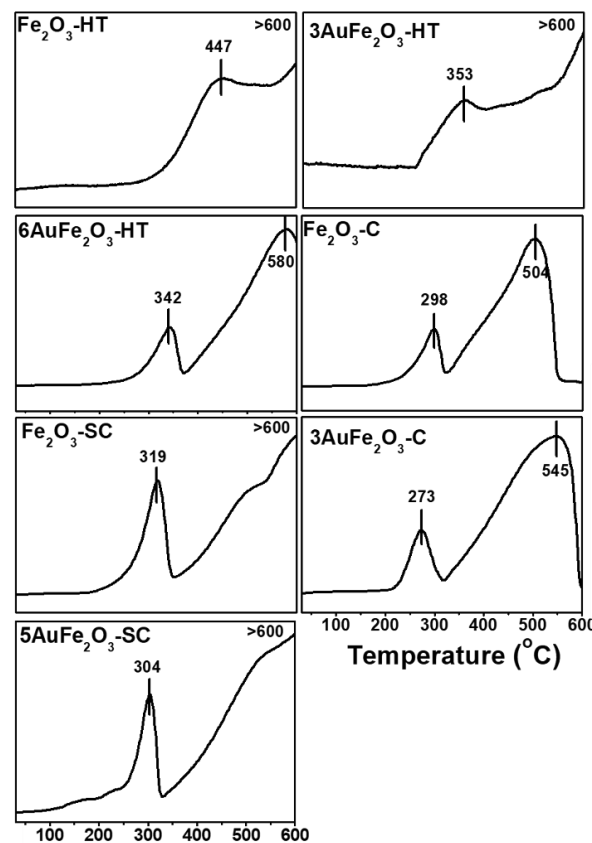 Fe₂O₃-HT
>600
447
3AuFe₂O₃-HT
>600
353
6AuFe₂O₃-HT
342
580
Fe₂O₃-C
298
504
Fe₂O₃-SC
>600
319
3AuFe₂O₃-C
273
545
100 200 300 400 500 600
Temperature (°C)
5AuFe₂O₃-SC
>600
304
100 200 300 400 500 600